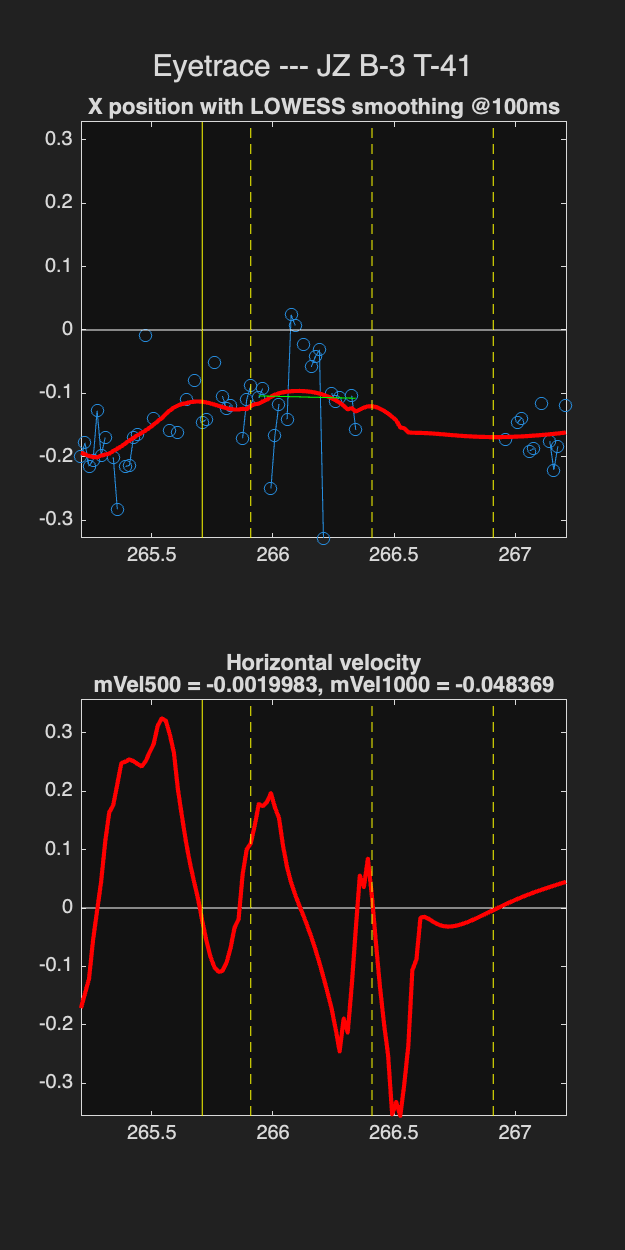 Eyetrace --- JZ B-3 T-41
X position with LOWESS smoothing @100ms
0.3
0.2
0.1
0
-0.1
-0.2
-0.3
265.5 266 266.5 267
Horizontal velocity
mVel500 = -0.0019983, mVel1000 = -0.048369
0.3
0.2
0.1
0
-0.1
-0.2
-0.3
265.5 266 266.5 267